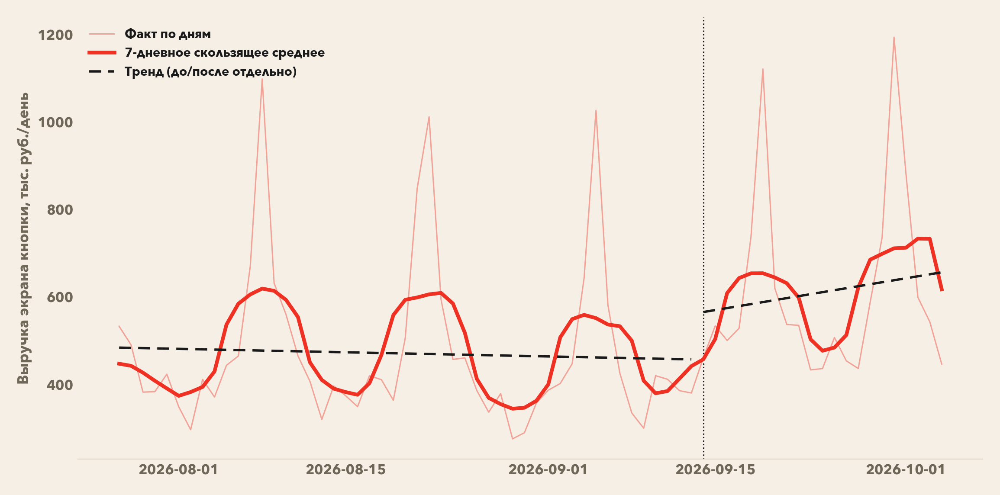 Факт по дням
7-дневное скользящее среднее
Тренд (до/после отдельно)
Выручка экрана кнопки, тыс. руб./день
1200
1000
800
600
400
2026-08-01
2026-08-15
2026-09-01
2026-09-15
2026-10-01